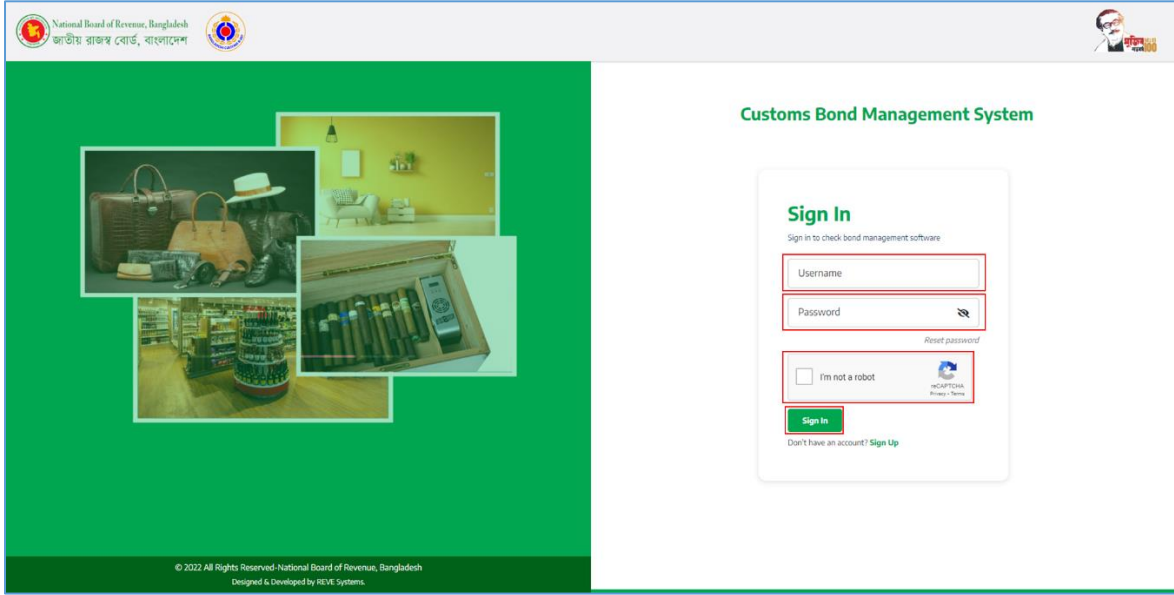 National Board of Revenue, Bangladesh
জাতীয় রাজস্ব বোর্ড, বাংলাদেশ
মুজিব
100
Customs Bond Management System
Sign In
Sign in to check bond management software
Username
Password
Reset password
I'm not a robot
reCAPTCHA
Privacy - Terms
Sign In
Don't have an account? Sign Up
© 2022 All Rights Reserved-National Board of Revenue, Bangladesh
Designed & Developed by REVE Systems.